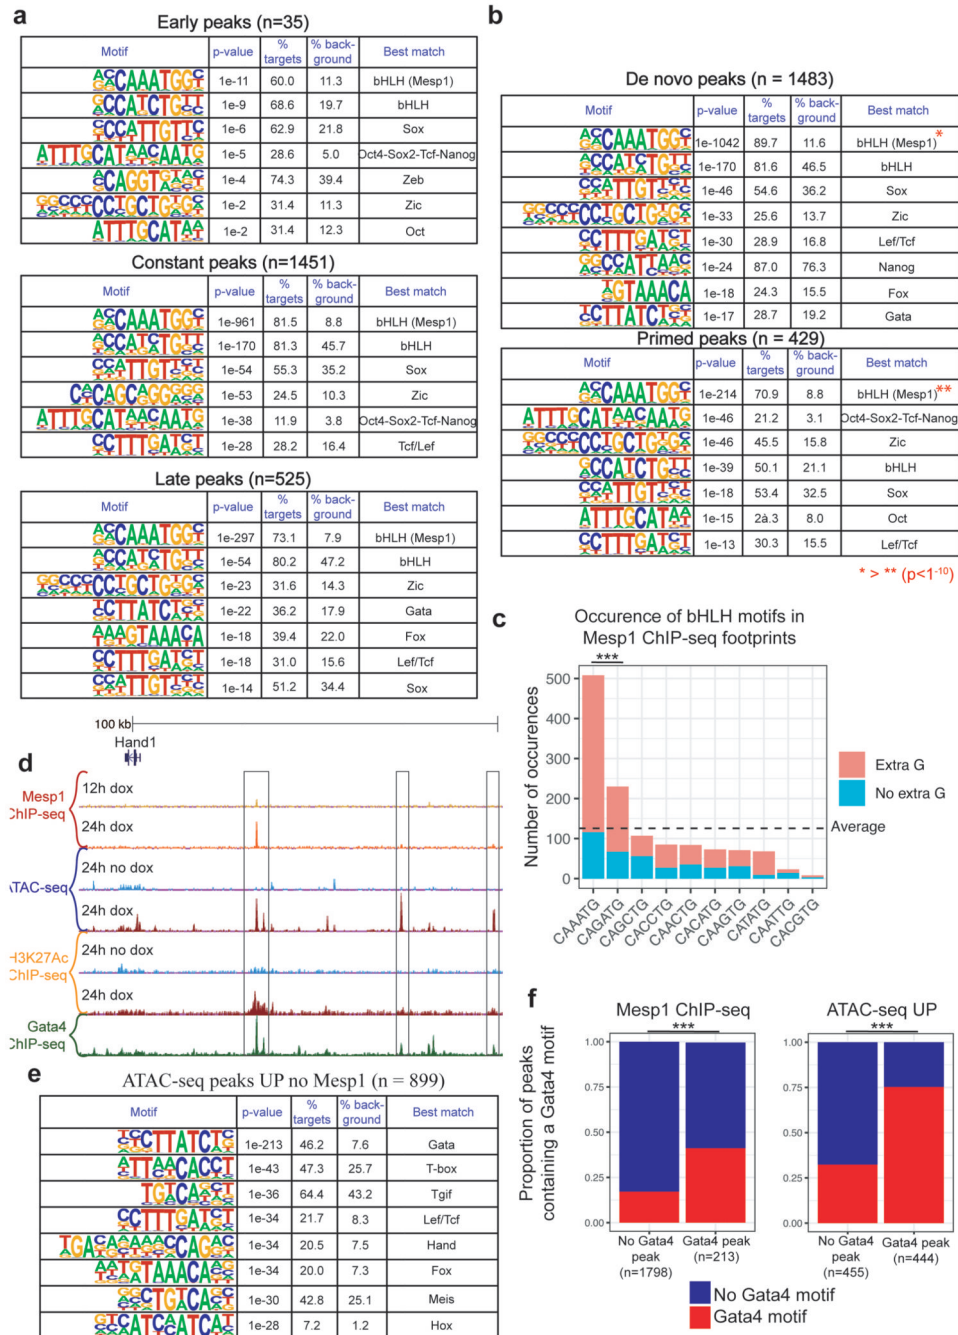 a
Early peaks (n=35)
Motif p-value % targets % back-ground Best match
1e-11 60.0 11.3 bHLH (Mesp1)
1e-9 68.6 19.7 bHLH
1e-6 62.9 21.8 Sox
1e-5 28.6 5.0 Oct4-Sox2-Tcf-Nanog
1e-4 74.3 39.4 Zeb
1e-2 31.4 11.3 Zic
1e-2 31.4 12.3 Oct
Constant peaks (n=1451)
Motif p-value % targets % back-ground Best match
1e-961 81.5 8.8 bHLH (Mesp1)
1e-170 81.3 45.7 bHLH
1e-54 55.3 35.2 Sox
1e-53 24.5 10.3 Zic
1e-38 11.9 3.8 Oct4-Sox2-Tcf-Nanog
1e-28 28.2 16.4 Tcf/Lef
Late peaks (n=525)
Motif p-value % targets % back-ground Best match
1e-297 73.1 7.9 bHLH (Mesp1)
1e-54 80.2 47.2 bHLH
1e-23 31.6 14.3 Zic
1e-22 36.2 17.9 Gata
1e-18 39.4 22.0 Fox
1e-18 31.0 15.6 Lef/Tcf
1e-14 51.2 34.4 Sox
b
De novo peaks (n = 1483)
Motif p-value % targets % back-ground Best match
1e-1042 89.7 11.6 bHLH (Mesp1)*
1e-170 81.6 46.5 bHLH
1e-46 54.6 36.2 Sox
1e-33 25.6 13.7 Zic
1e-30 28.9 16.8 Lef/Tcf
1e-24 87.0 76.3 Nanog
1e-18 24.3 15.5 Fox
1e-17 28.7 19.2 Gata
Primed peaks (n = 429)
Motif p-value % targets % back-ground Best match
1e-214 70.9 8.8 bHLH (Mesp1)**
1e-46 21.2 3.1 Oct4-Sox2-Tcf-Nanog
1e-46 45.5 15.8 Zic
1e-39 50.1 21.1 bHLH
1e-18 53.4 32.5 Sox
1e-15 2à.3 8.0 Oct
1e-13 30.3 15.5 Lef/Tcf
* > ** (p<1-10)
c
Occurence of bHLH motifs in
Mesp1 ChIP-seq footprints
***
Number of occurences
500
400
300
200
100
0
Average
Extra G
No extra G
CAAATG CAGATG CAGCTG CACCTG CAACTG CACATG CAAGTG CATATG CAATTG CACGTG
d
100 kb
Hand1
Mesp1
ChIP-seq
12h dox
24h dox
ATAC-seq
24h no dox
24h dox
H3K27Ac
ChIP-seq
24h no dox
24h dox
Gata4
ChIP-seq
e
ATAC-seq peaks UP no Mesp1 (n = 899)
Motif p-value % targets % back-ground Best match
1e-213 46.2 7.6 Gata
1e-43 47.3 25.7 T-box
1e-36 64.4 43.2 Tgif
1e-34 21.7 8.3 Lef/Tcf
1e-34 20.5 7.5 Hand
1e-34 20.0 7.3 Fox
1e-30 42.8 25.1 Meis
1e-28 7.2 1.2 Hox
f
Mesp1 ChIP-seq
***
ATAC-seq UP
***
Proportion of peaks
containing a Gata4 motif
1.00
0.75
0.50
0.25
0.00
No Gata4
peak
(n=1798)
Gata4 peak
(n=213)
1.00
0.75
0.50
0.25
0.00
No Gata4
peak
(n=455)
Gata4 peak
(n=444)
No Gata4 motif
Gata4 motif